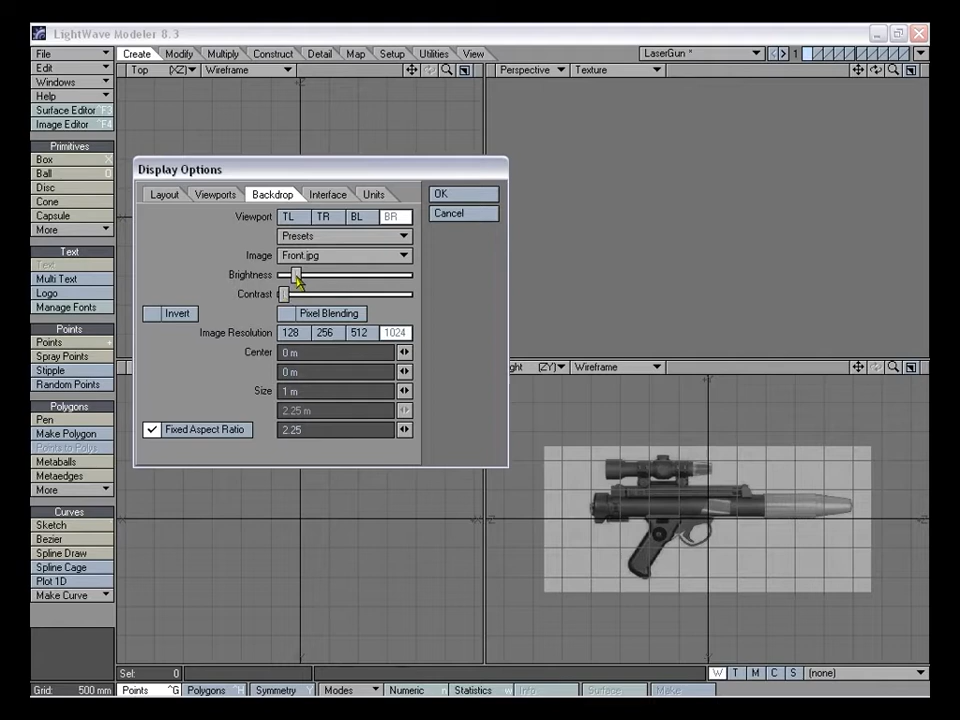 LightWave Modeler 8.3
File
Create
Modify
Multiply
Construct
Detail
Map
Setup
Utilities
View
LaserGun *
1
Edit
Top
(XZ)
Wireframe
Perspective
Texture
Windows
Help
Surface Editor ^F3
Image Editor ^F4
Primitives
Box X
Ball O
Disc
Cone
Capsule
More
Text
Text
Multi Text
Logo
Manage Fonts
Points
Points +
Spray Points
Stipple
Random Points
Polygons
Pen
Make Polygon
Points to Polys
Metaballs
Metaedges
More
Curves
Sketch
Bezier
Spline Draw
Spline Cage
Plot 1D
Make Curve
Display Options
Layout
Viewports
Backdrop
Interface
Units
OK
Cancel
Viewport TL TR BL BR
Presets
Image Front.jpg
Brightness
Contrast
Invert
Pixel Blending
Image Resolution 128 256 512 1024
Center 0 m
0 m
Size 1 m
2.25 m
Fixed Aspect Ratio 2.25
ght (ZY) Wireframe
Sel: 0
W T M C S (none)
Grid: 500 mm
Points ^G
Polygons ^H
Symmetry Y
Modes
Numeric n
Statistics w
Info i
Surface q
Make